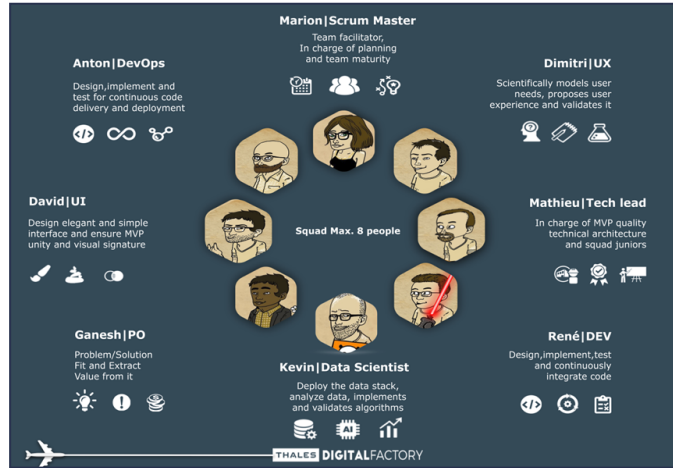 Marion|Scrum Master
Team facilitator,
In charge of planning
and team maturity
Anton|DevOps
Design,implement and
test for continuous code
delivery and deployment
Dimitri|UX
Scientifically models user
needs, proposes user
experience and validates it
David|UI
Design elegant and simple
interface and ensure MVP
unity and visual signature
Squad Max. 8 people
Mathieu|Tech lead
In charge of MVP quality
technical architecture
and squad juniors
Ganesh|PO
Problem/Solution
Fit and Extract
Value from it
Kevin|Data Scientist
Deploy the data stack,
analyze data, implements
and validates algorithms
AI
René|DEV
Design,implement,test
and continuously
integrate code
THALES DIGITALFACTORY